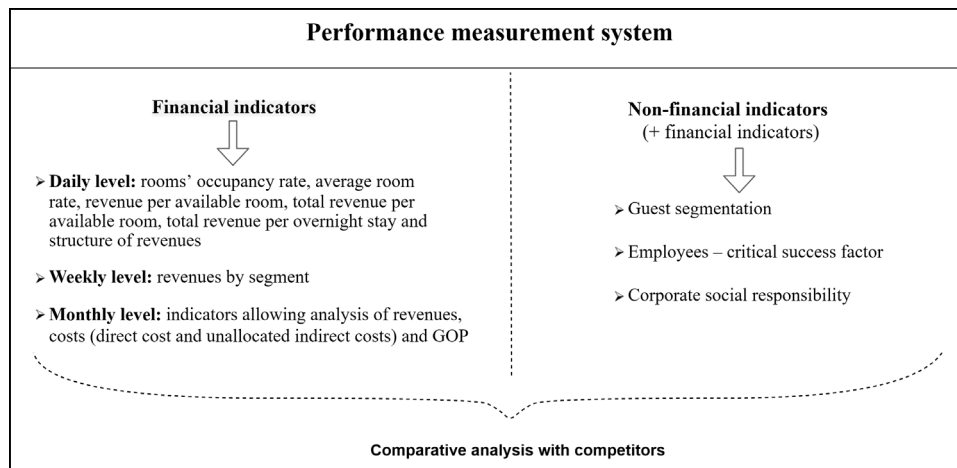 Performance measurement system
Financial indicators
➢ Daily level: rooms’ occupancy rate, average room
rate, revenue per available room, total revenue per
available room, total revenue per overnight stay and
structure of revenues
➢ Weekly level: revenues by segment
➢ Monthly level: indicators allowing analysis of revenues,
costs (direct cost and unallocated indirect costs) and GOP
Non-financial indicators
(+ financial indicators)
➢ Guest segmentation
➢ Employees – critical success factor
➢ Corporate social responsibility
Comparative analysis with competitors